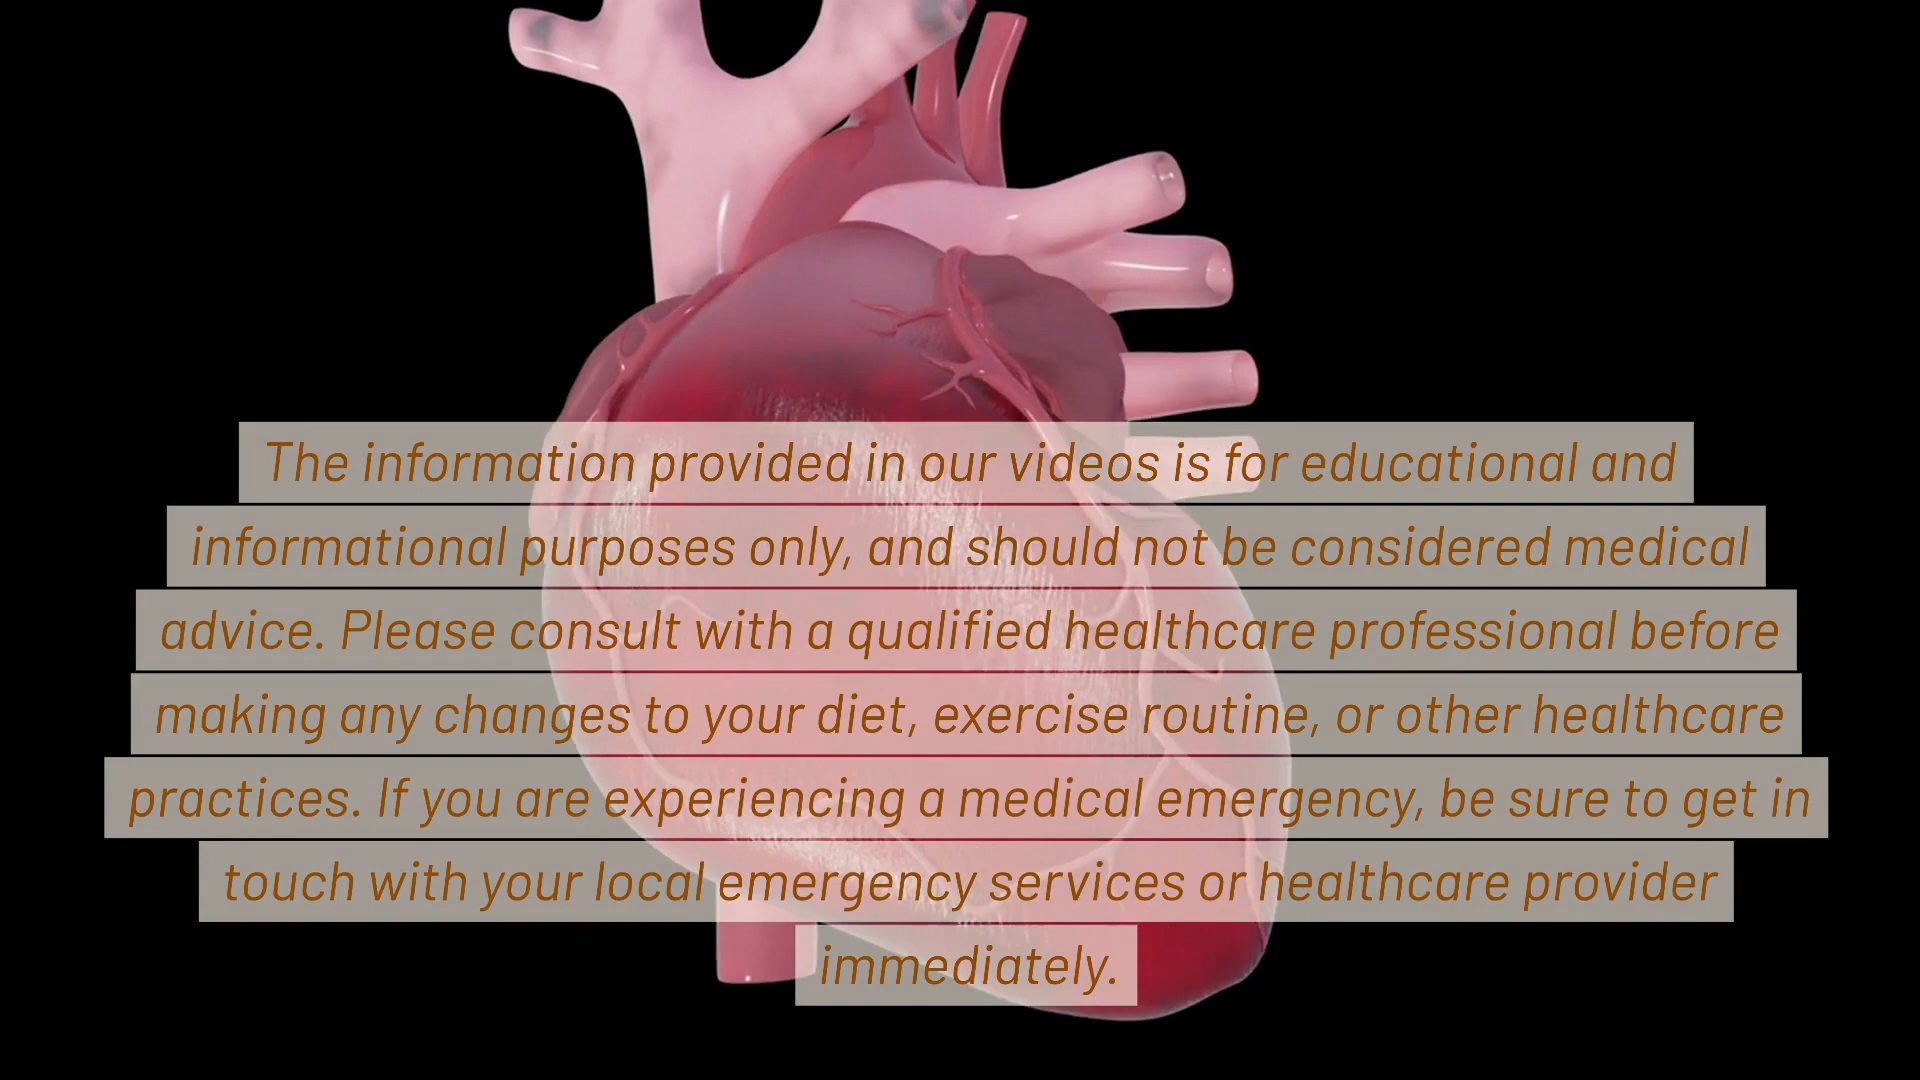 The information provided in our videos is for educational and
informational purposes only, and should not be considered medical
advice. Please consult with a qualified healthcare professional before
making any changes to your diet, exercise routine, or other healthcare
practices. If you are experiencing a medical emergency, be sure to get in
touch with your local emergency services or healthcare provider
immediately.